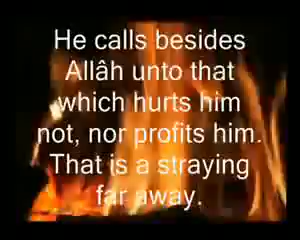 He calls besides
Allâh unto that
which hurts him
not, nor profits him.
That is a straying
far away.